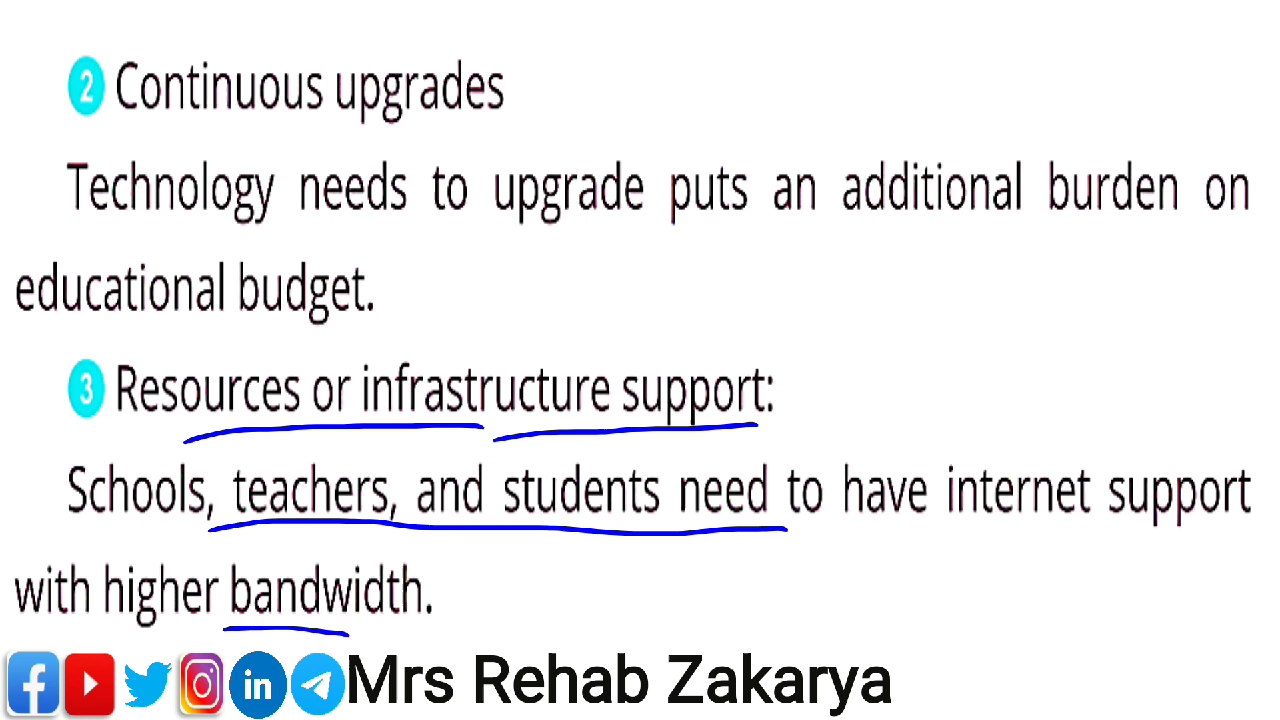 2 Continuous upgrades
Technology needs to upgrade puts an additional burden on
educational budget.
3 Resources or infrastructure support:
Schools, teachers, and students need to have internet support
with higher bandwidth.
Mrs Rehab Zakarya